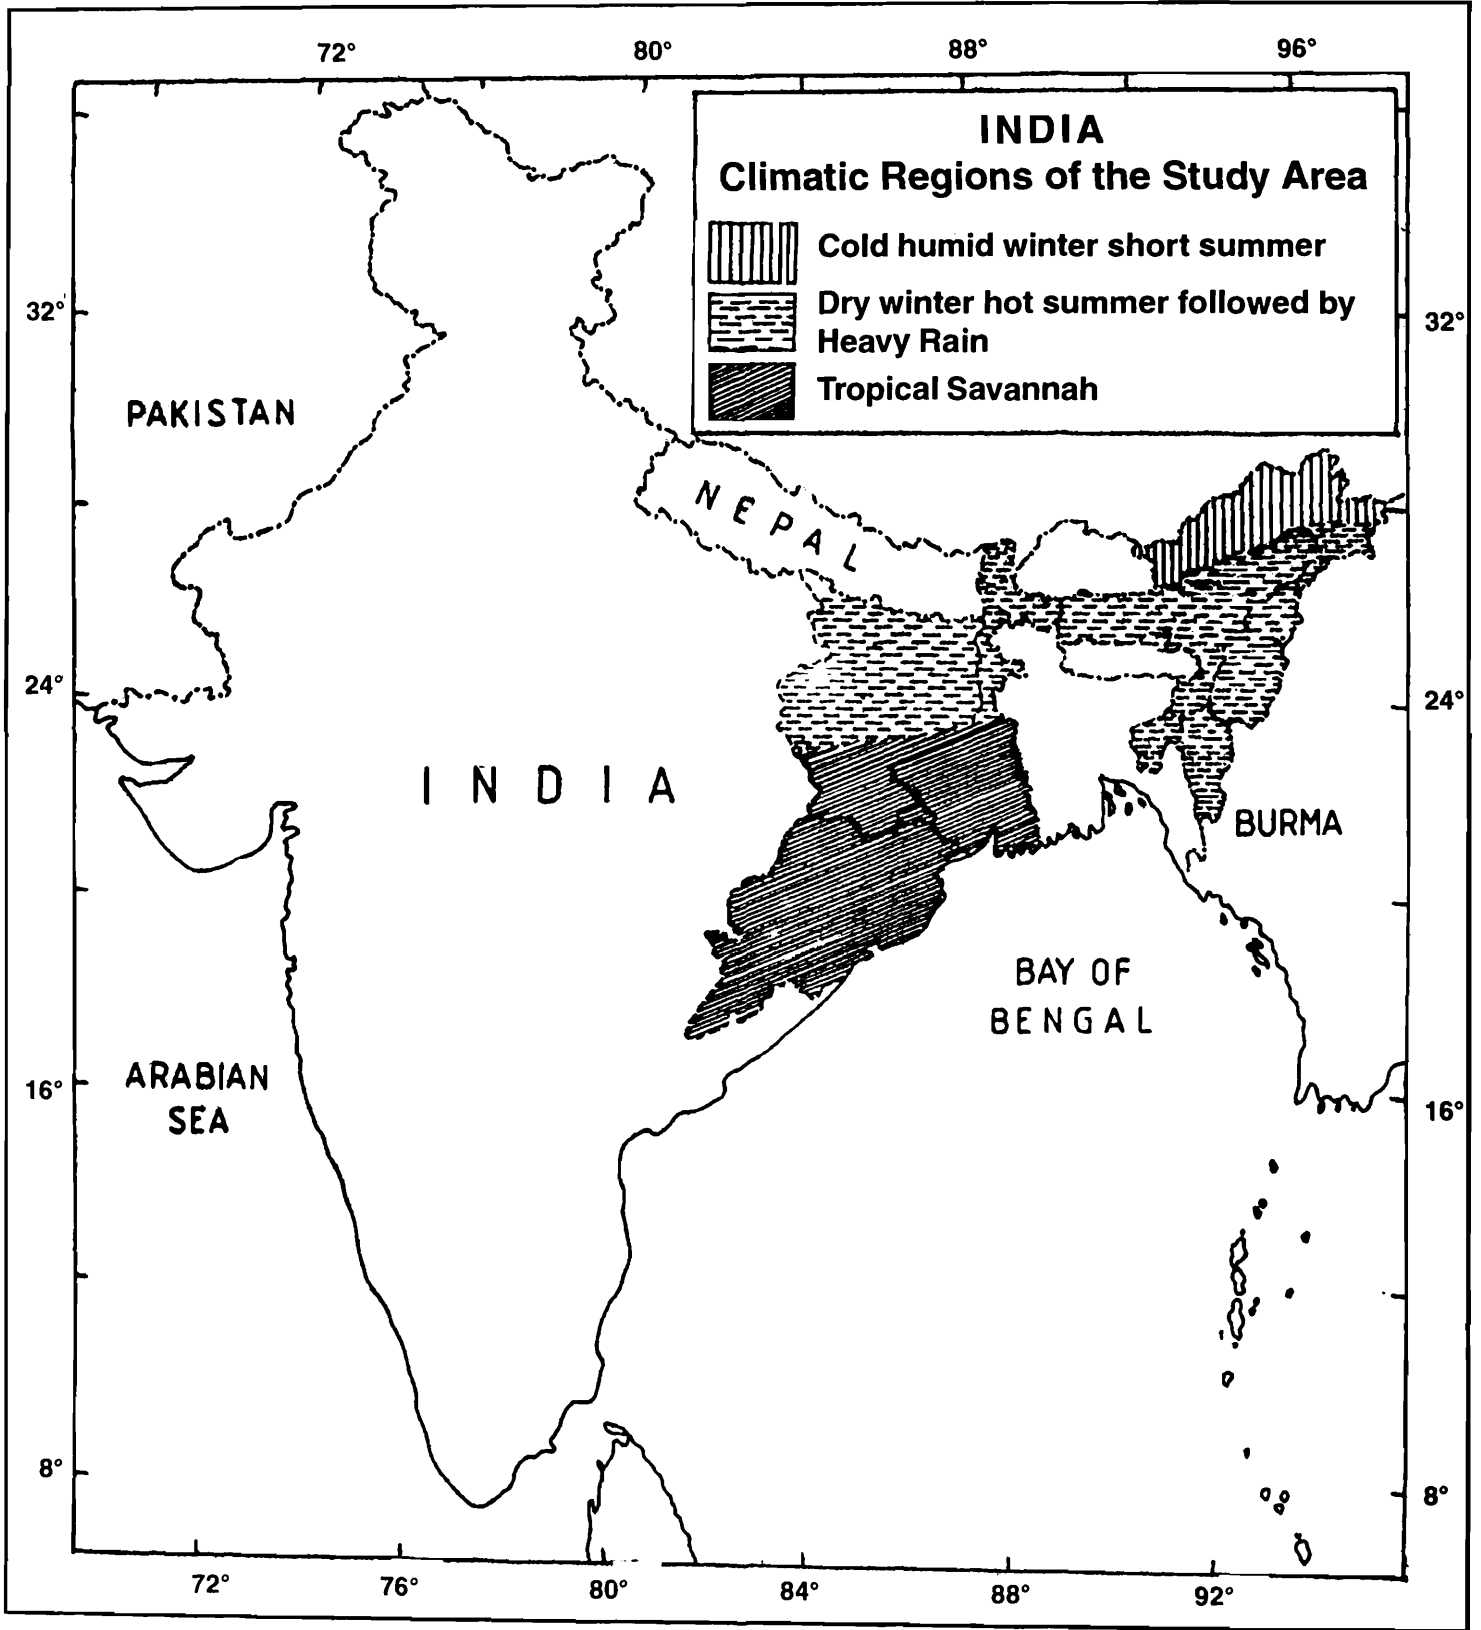 72° 80° 88° 96°
INDIA
Climatic Regions of the Study Area
Cold humid winter short summer
Dry winter hot summer followed by
Heavy Rain
Tropical Savannah
32° 32°
PAKISTAN
NEPAL
24° 24°
INDIA
BURMA
BAY OF
BENGAL
ARABIAN
SEA
16° 16°
8° 8°
72° 76° 80° 84° 88° 92°